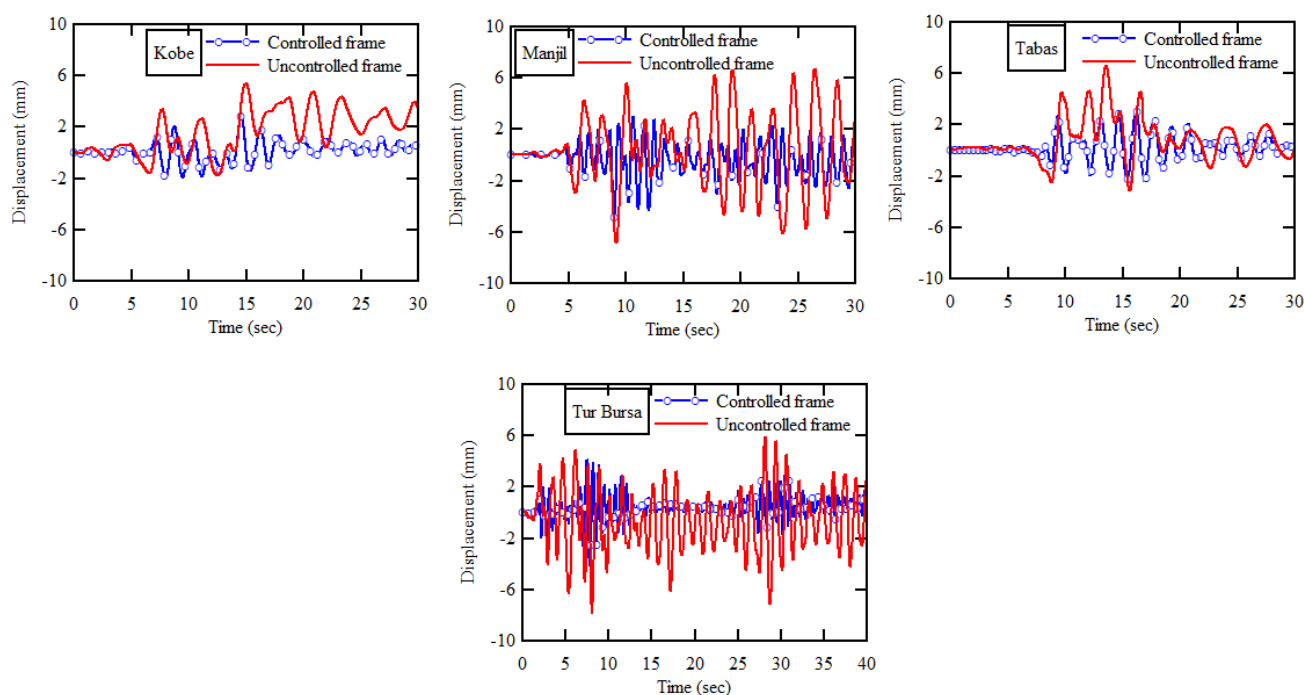 10
6
2
-2
-6
-10
Displacement (mm)
Kobe
Controlled frame
Uncontrolled frame
0 5 10 15 20 25 30
Time (sec)
10
6
2
-2
-6
-10
Displacement (mm)
Manjil
Controlled frame
Uncontrolled frame
0 5 10 15 20 25 30
Time (sec)
10
6
2
-2
-6
-10
Displacement (mm)
Tabas
Controlled frame
Uncontrolled frame
0 5 10 15 20 25 30
Time (sec)
10
6
2
-2
-6
-10
Displacement (mm)
Tur Bursa
Controlled frame
Uncontrolled frame
0 5 10 15 20 25 30 35 40
Time (sec)